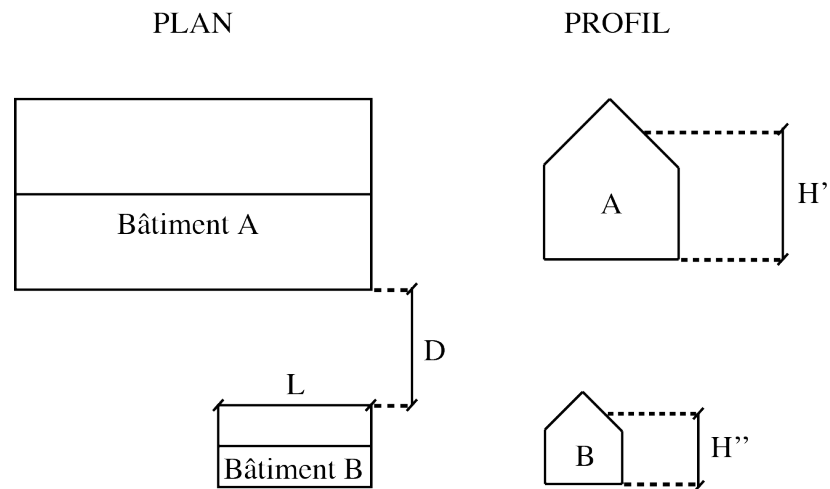 PLAN
PROFIL
Bâtiment A
A
H'
D
L
Bâtiment B
B
H''